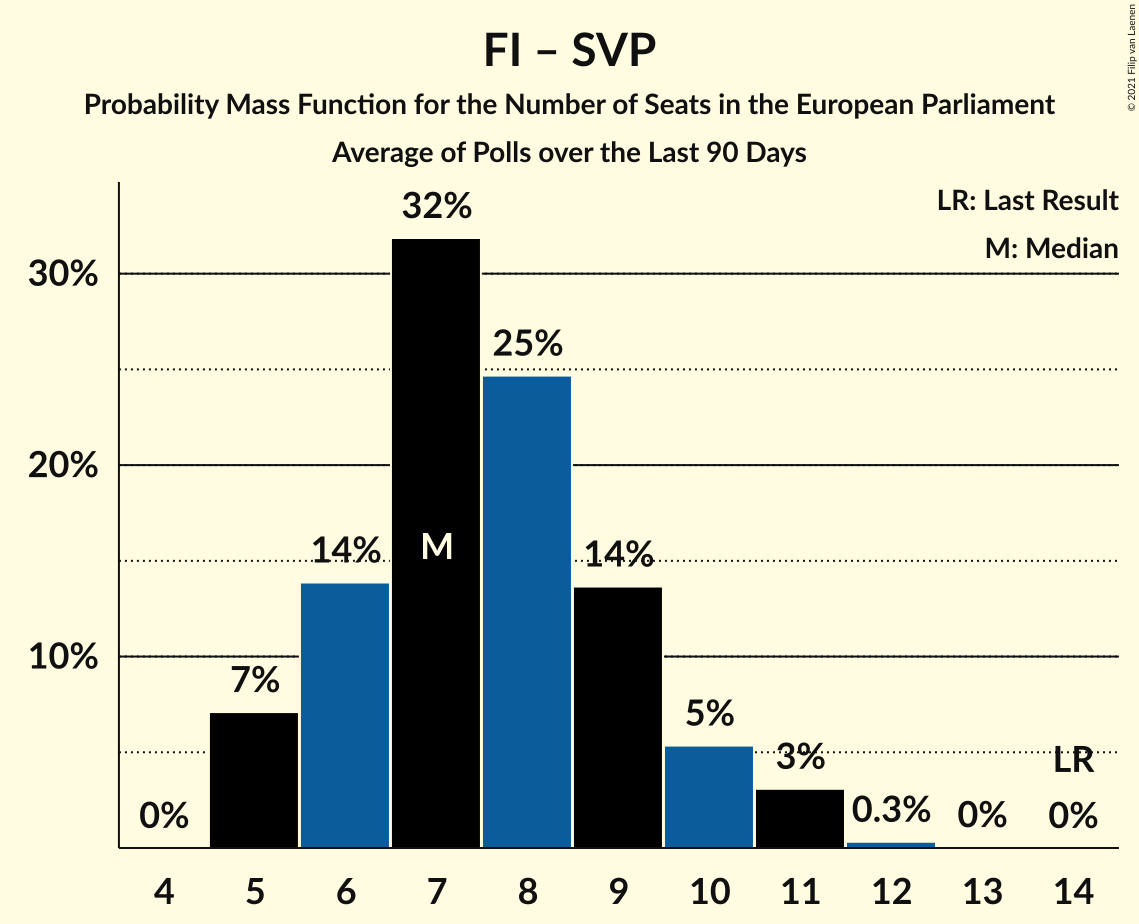 FI – SVP
Probability Mass Function for the Number of Seats in the European Parliament
Average of Polls over the Last 90 Days
© 2021 Filip van Laenen
LR: Last Result
M: Median
30%
20%
10%
0%
7%
14%
32%
M
25%
14%
5%
3%
0.3%
0%
LR
0%
4 5 6 7 8 9 10 11 12 13 14